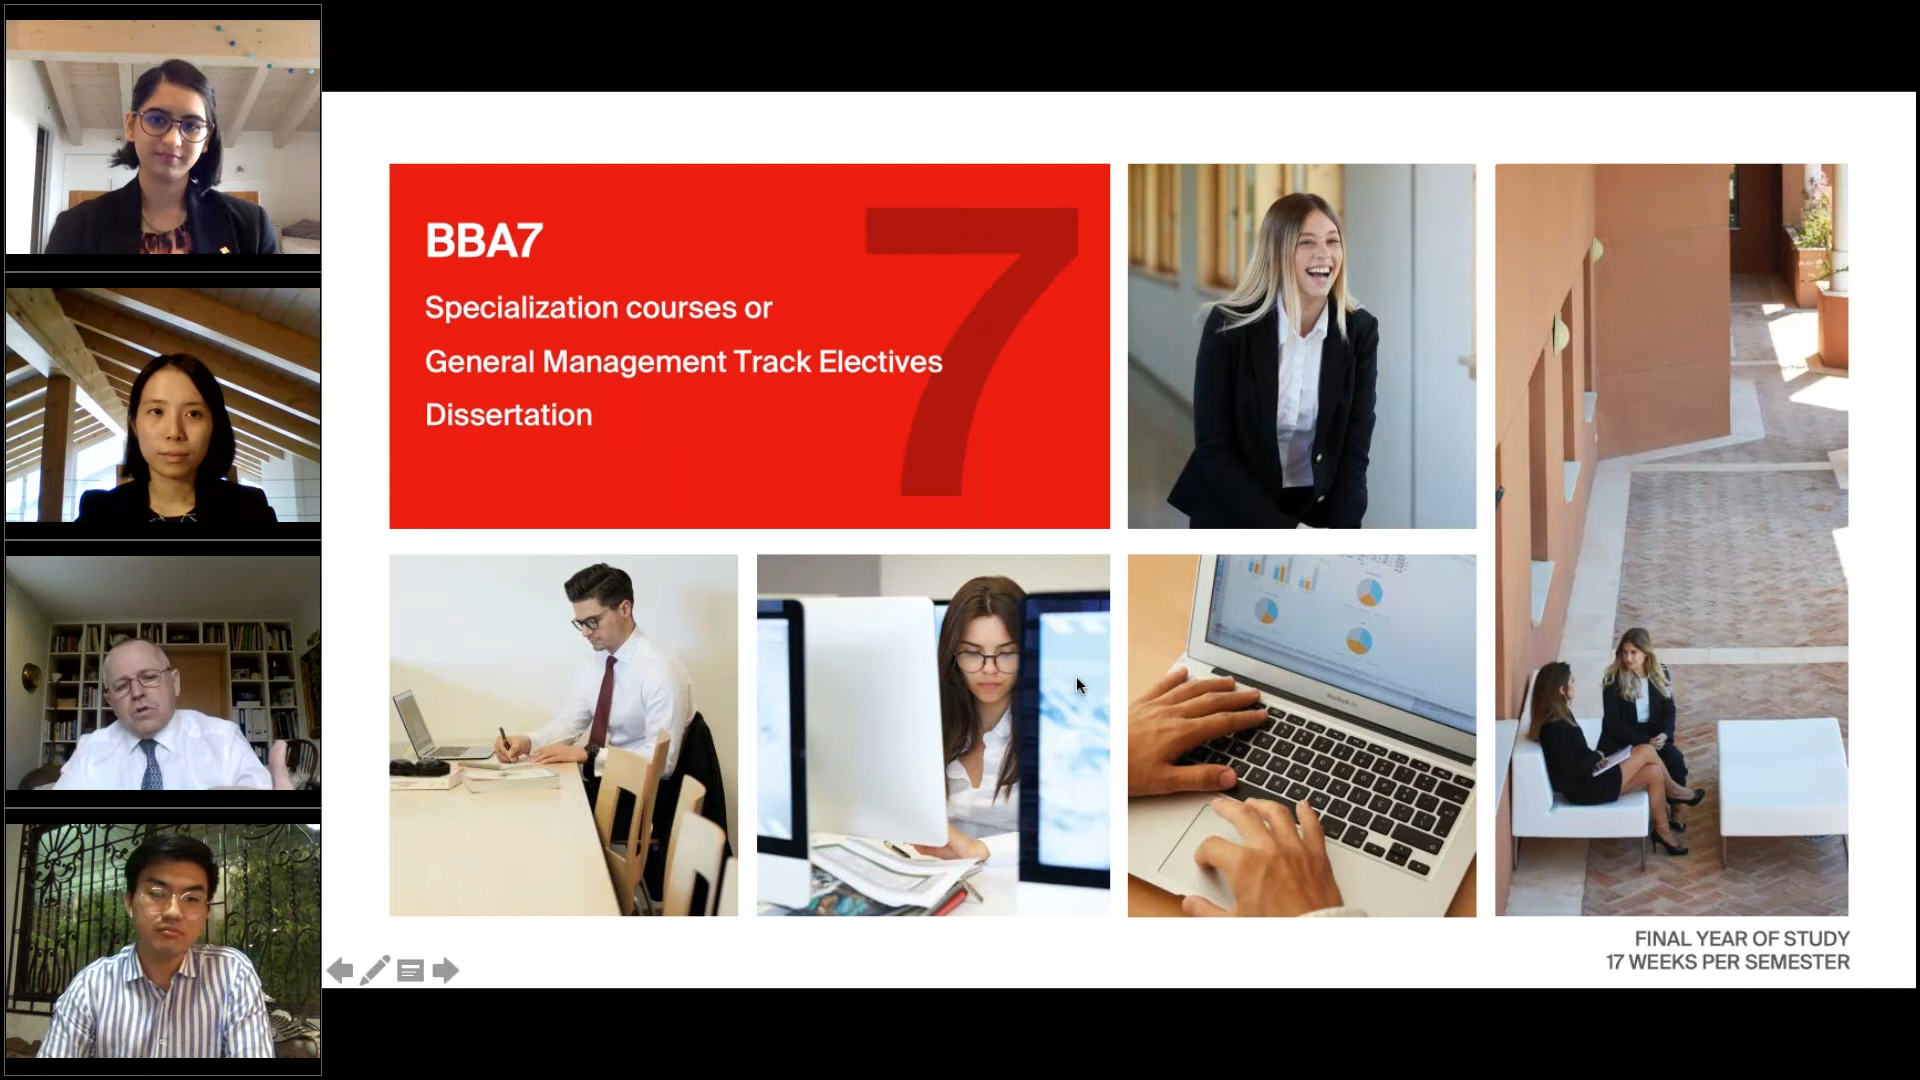 BBA7
7
Specialization courses or
General Management Track Electives
Dissertation
FINAL YEAR OF STUDY
17 WEEKS PER SEMESTER